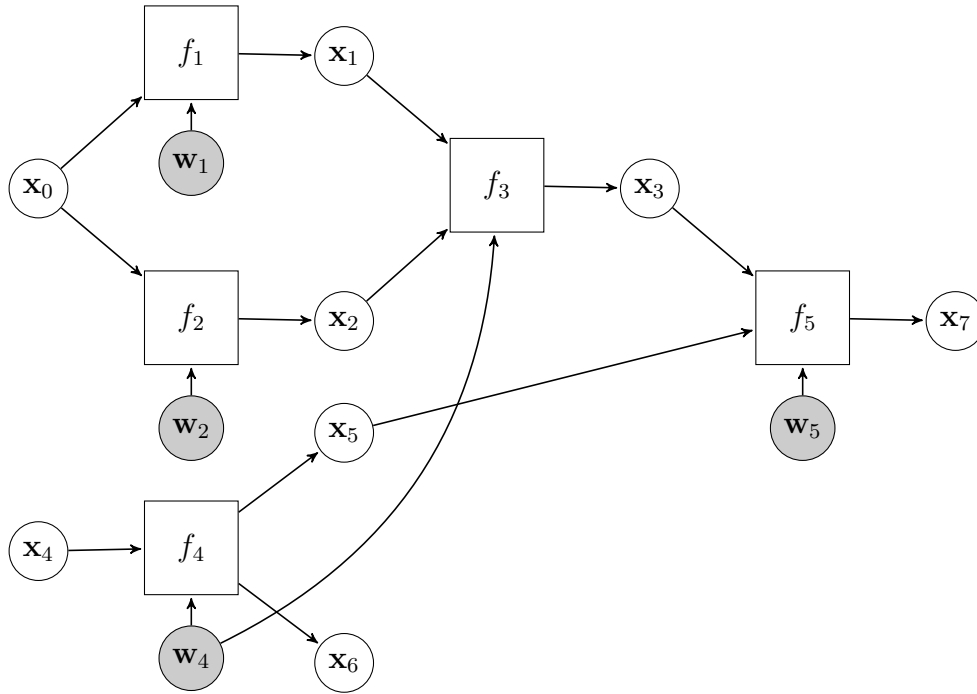 f₁
x₁
w₁
x₀
f₃
x₃
f₂
x₂
f₅
x₇
w₂
x₅
w₅
x₄
f₄
w₄
x₆